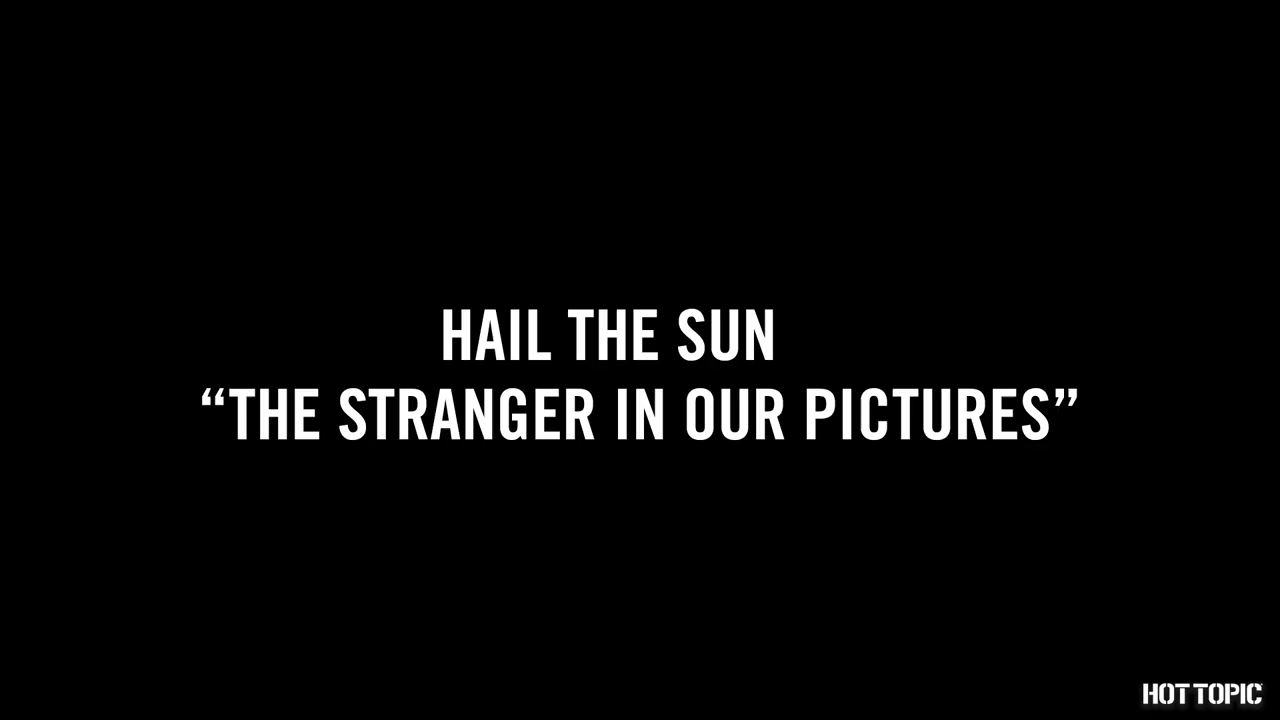 HAIL THE SUN
“THE STRANGER IN OUR PICTURES”
HOT TOPIC